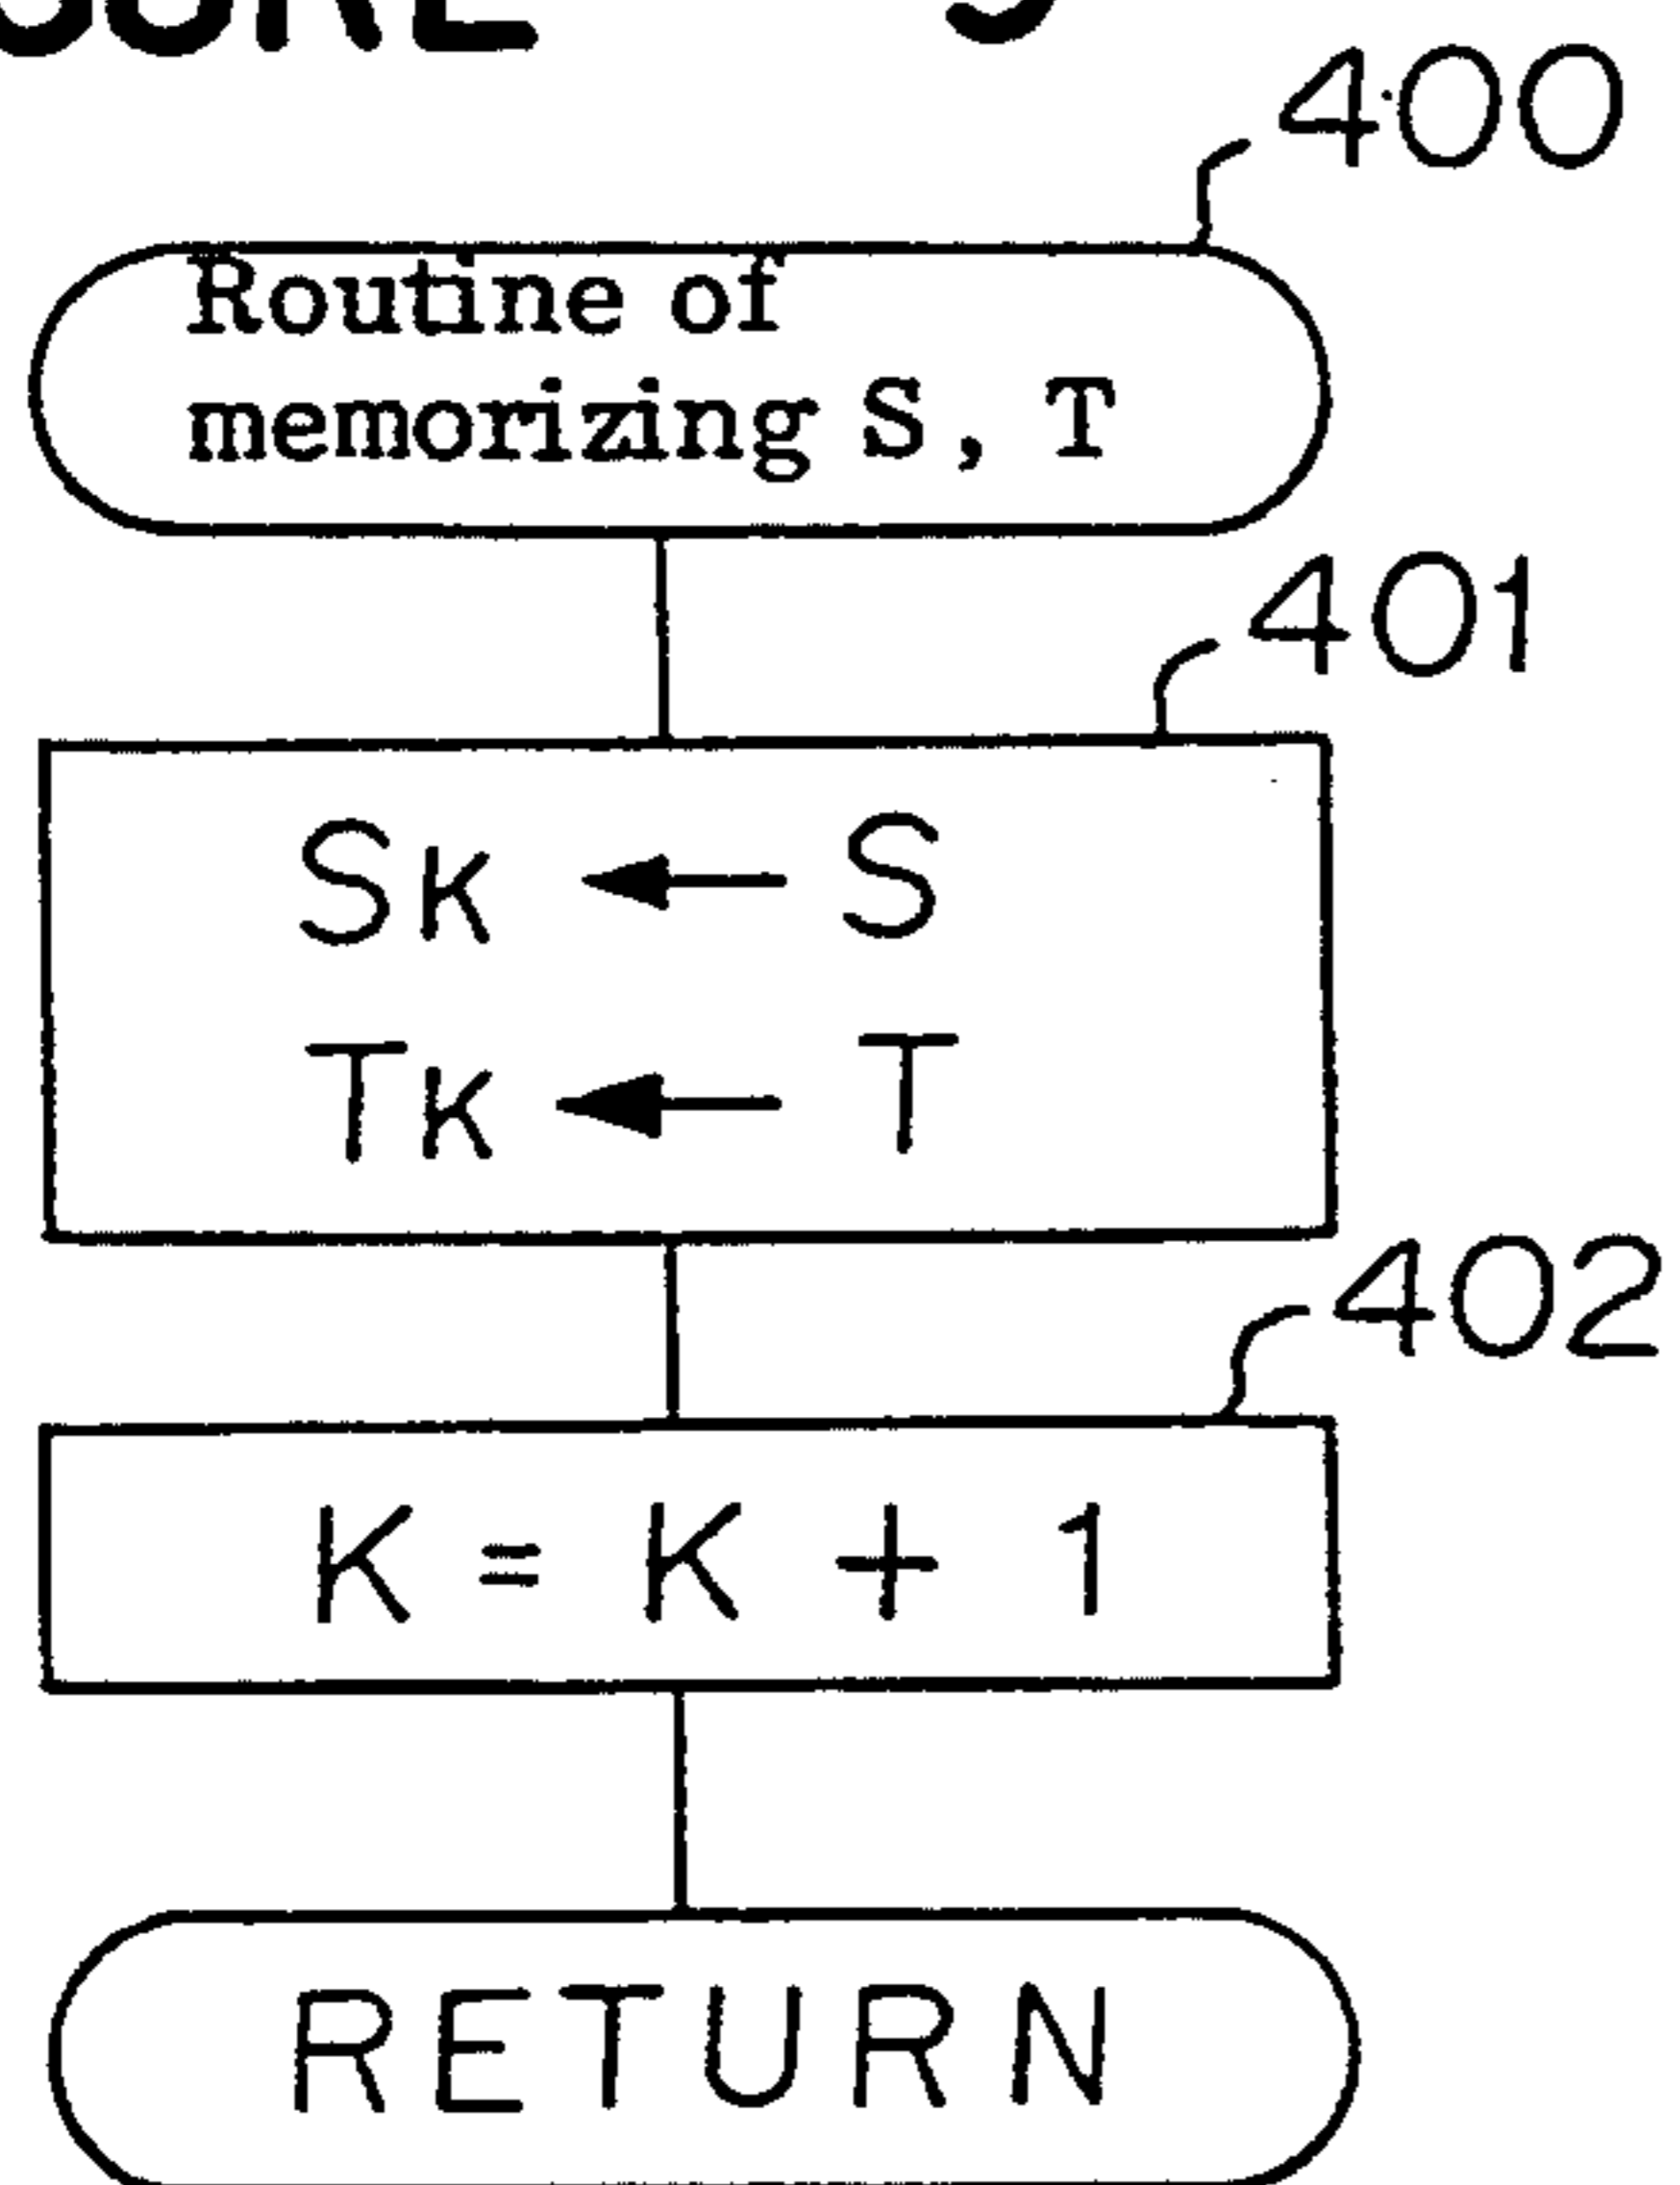 400
Routine of
memorizing S, T
401
Sk ← S
Tk ← T
402
K = K + 1
RETURN